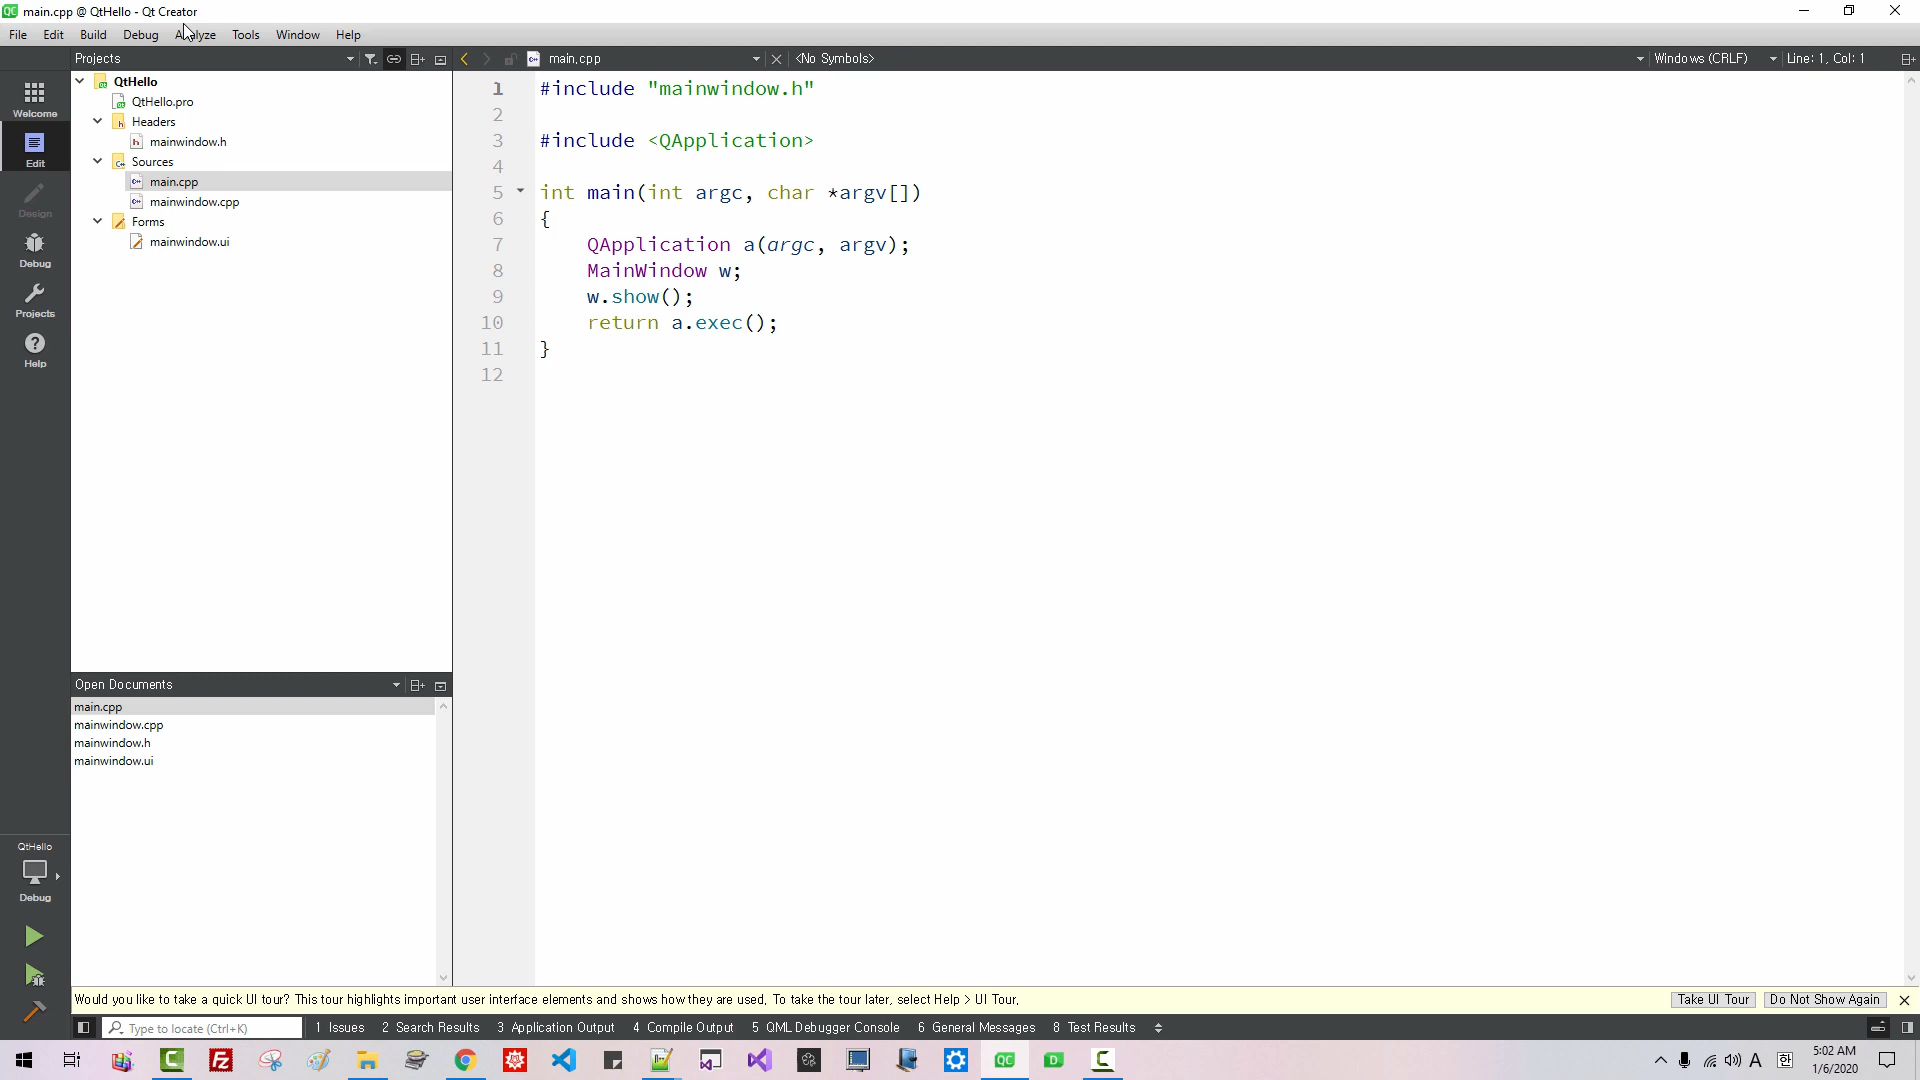 main.cpp @ QtHello - Qt Creator
File Edit Build Debug Analyze Tools Window Help
Projects
main.cpp
<No Symbols>
Windows (CRLF)
Line: 1, Col: 1
Welcome
Edit
Design
Debug
Projects
Help
QtHello
QtHello.pro
Headers
mainwindow.h
Sources
main.cpp
mainwindow.cpp
Forms
mainwindow.ui
1 #include "mainwindow.h"
2
3 #include <QApplication>
4
5 int main(int argc, char *argv[])
6 {
7 QApplication a(argc, argv);
8 MainWindow w;
9 w.show();
10 return a.exec();
11 }
12
Open Documents
main.cpp
mainwindow.cpp
mainwindow.h
mainwindow.ui
QtHello
Debug
Would you like to take a quick UI tour? This tour highlights important user interface elements and shows how they are used. To take the tour later, select Help > UI Tour.
Take UI Tour
Do Not Show Again
Type to locate (Ctrl+K)
1 Issues 2 Search Results 3 Application Output 4 Compile Output 5 QML Debugger Console 6 General Messages 8 Test Results
A 한
5:02 AM
1/6/2020